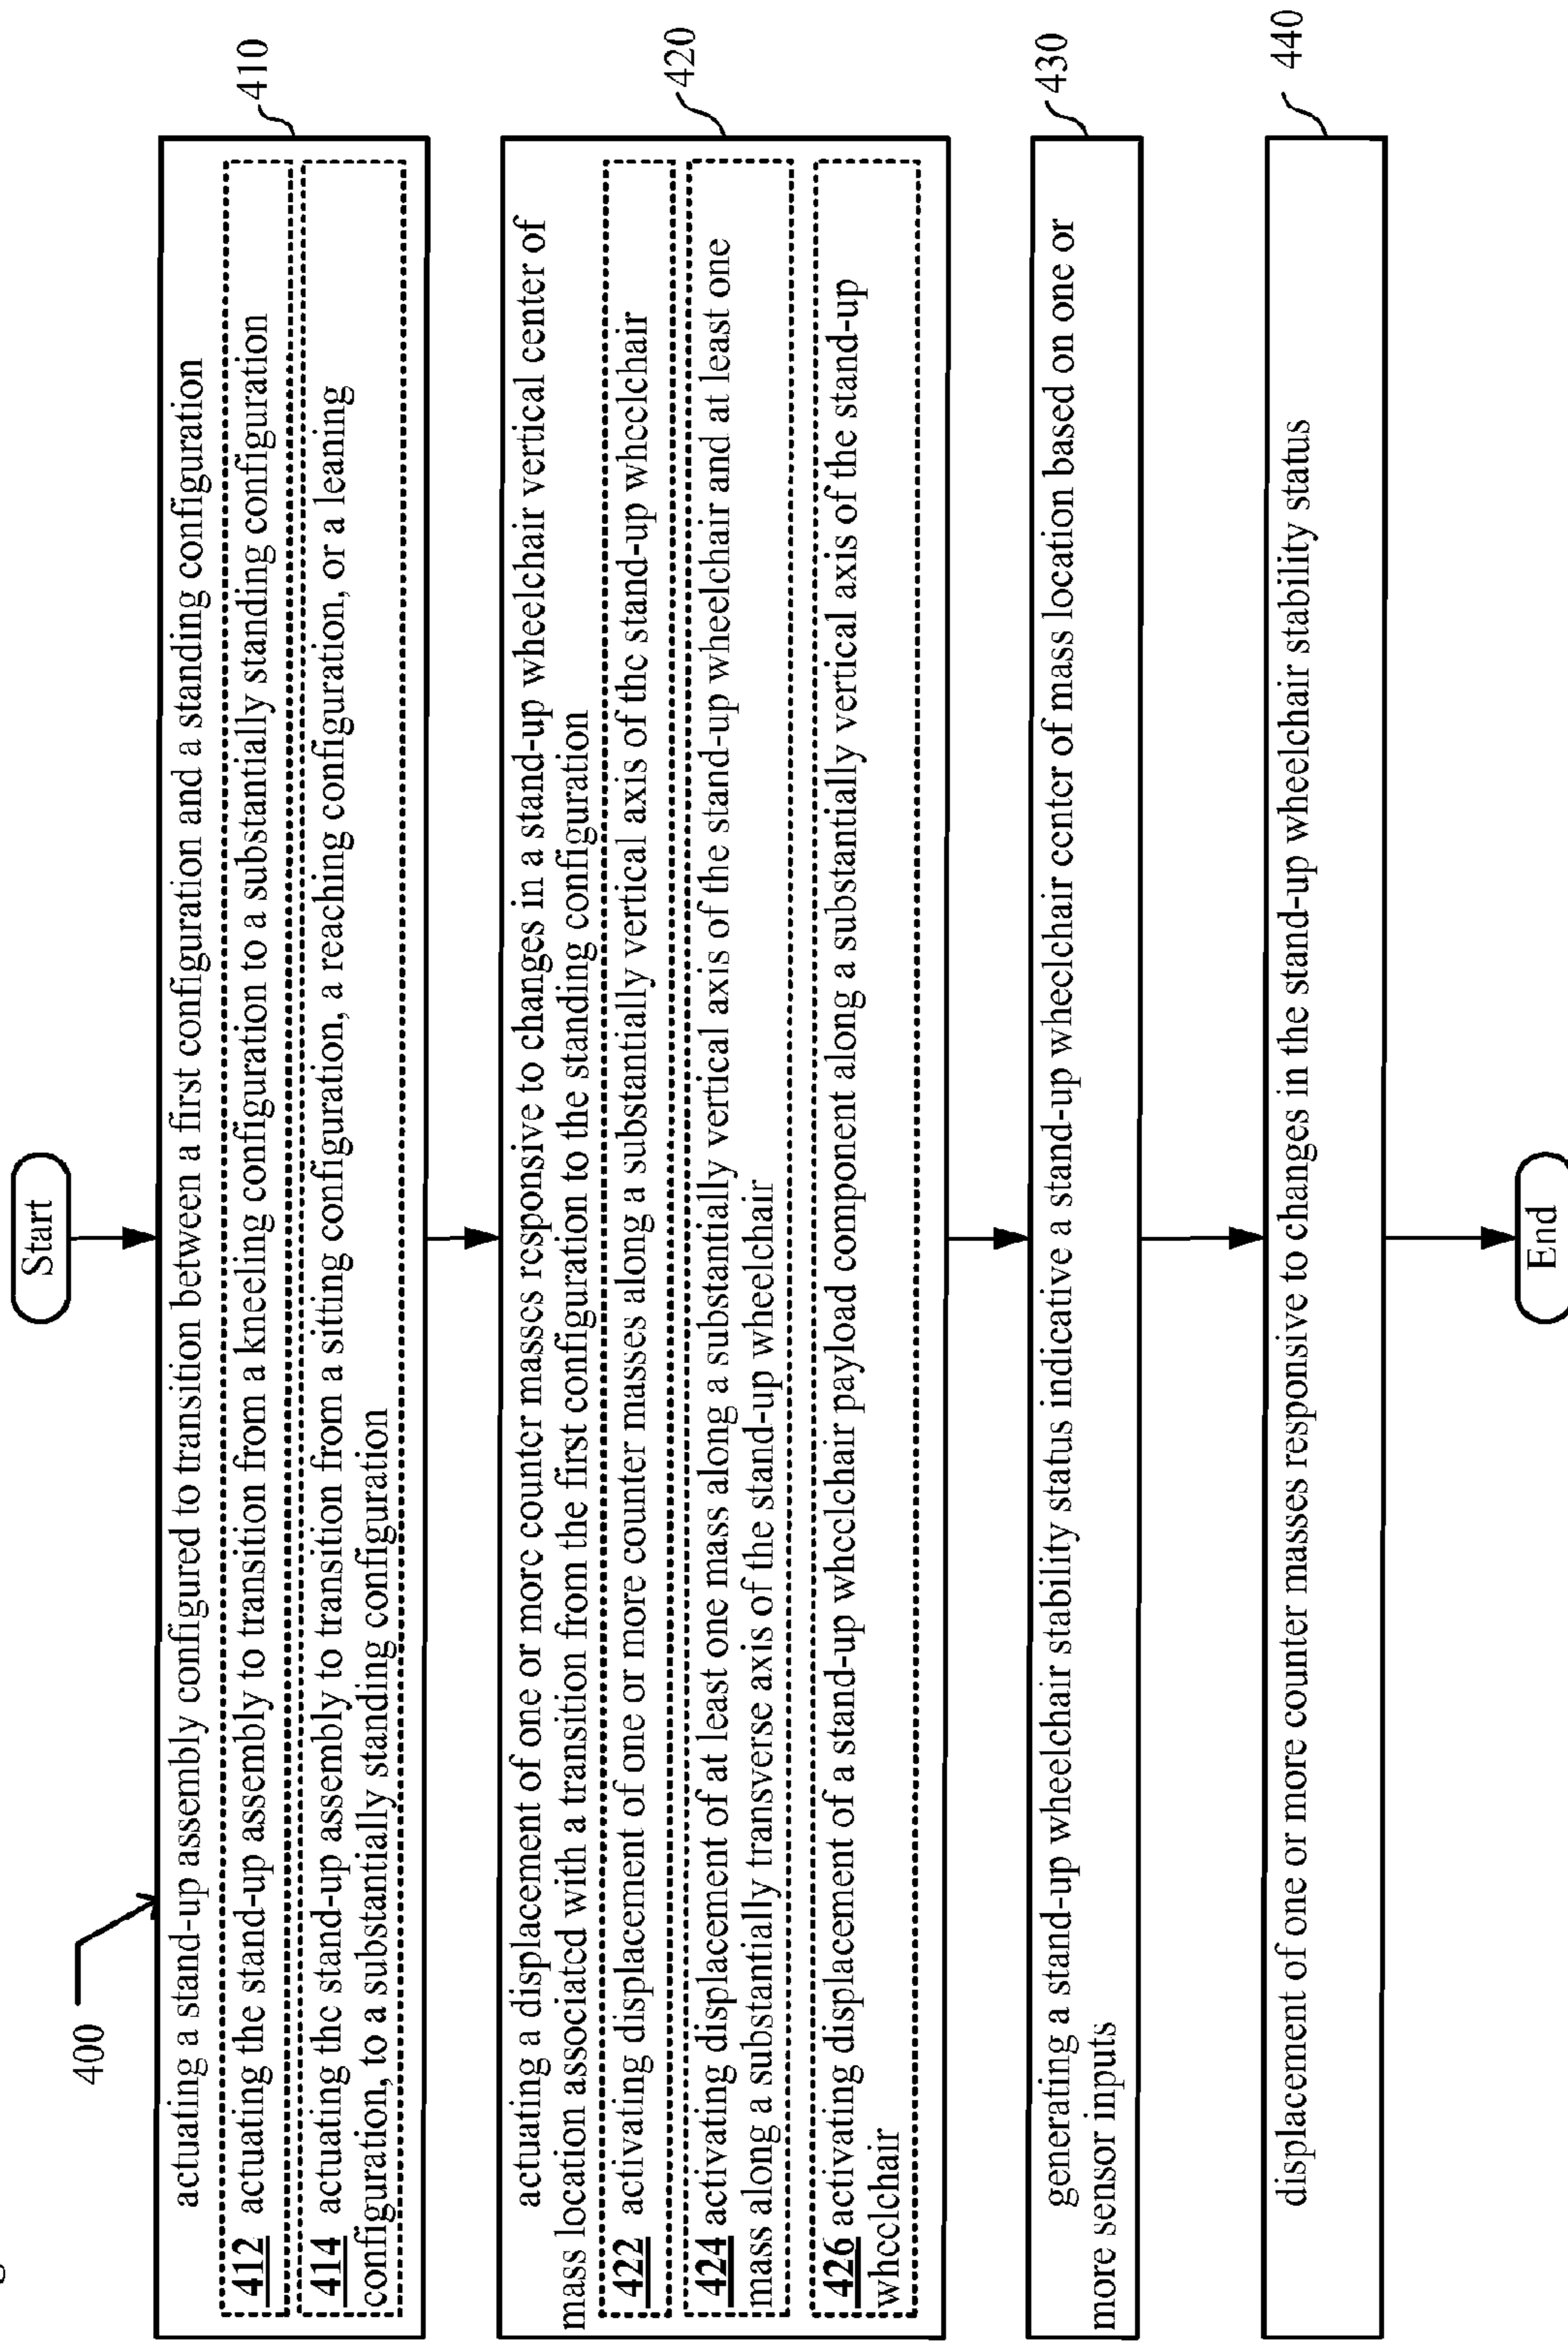 Start
400
actuating a stand-up assembly configured to transition between a first configuration and a standing configuration
410
412 actuating the stand-up assembly to transition from a kneeling configuration to a substantially standing configuration
414 actuating the stand-up assembly to transition from a sitting configuration, a reaching configuration, or a leaning
configuration, to a substantially standing configuration
actuating a displacement of one or more counter masses responsive to changes in a stand-up wheelchair vertical center of
mass location associated with a transition from the first configuration to the standing configuration
420
422 activating displacement of one or more counter masses along a substantially vertical axis of the stand-up wheelchair
424 activating displacement of at least one mass along a substantially vertical axis of the stand-up wheelchair and at least one
mass along a substantially transverse axis of the stand-up wheelchair
426 activating displacement of a stand-up wheelchair payload component along a substantially vertical axis of the stand-up
wheelchair
generating a stand-up wheelchair stability status indicative a stand-up wheelchair center of mass location based on one or
more sensor inputs
430
displacement of one or more counter masses responsive to changes in the stand-up wheelchair stability status
440
End